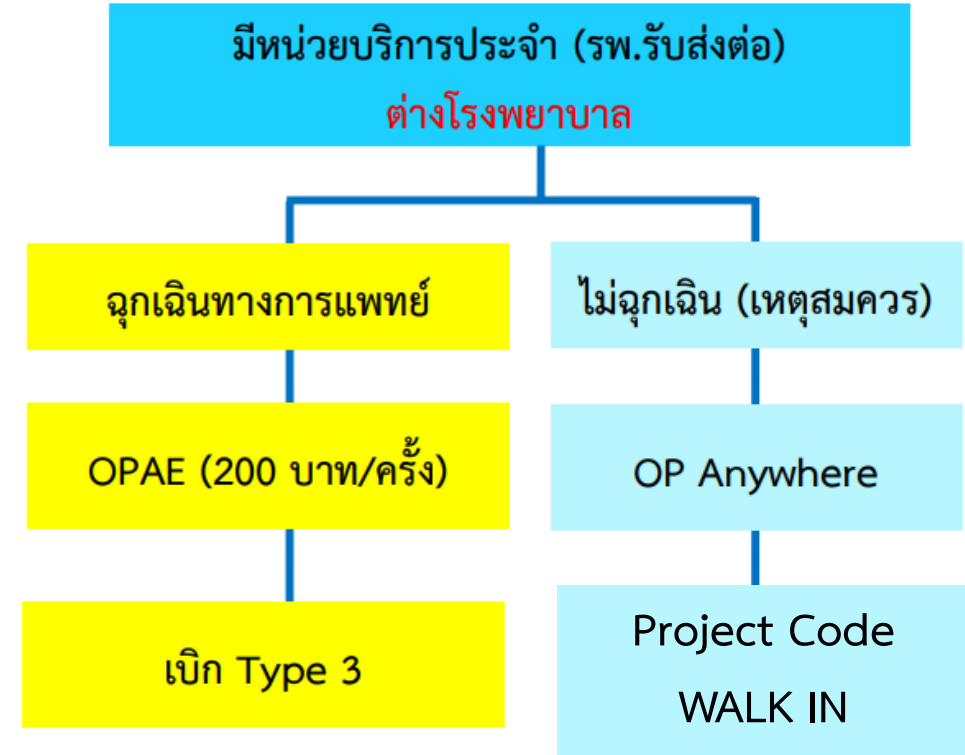 มีหน่วยบริการประจำ (รพ.รับส่งต่อ)
ต่างโรงพยาบาล
ฉุกเฉินทางการแพทย์
ไม่ฉุกเฉิน (เหตุสมควร)
OPAE (200 บาท/ครั้ง)
OP Anywhere
เบิก Type 3
Project Code
WALK IN